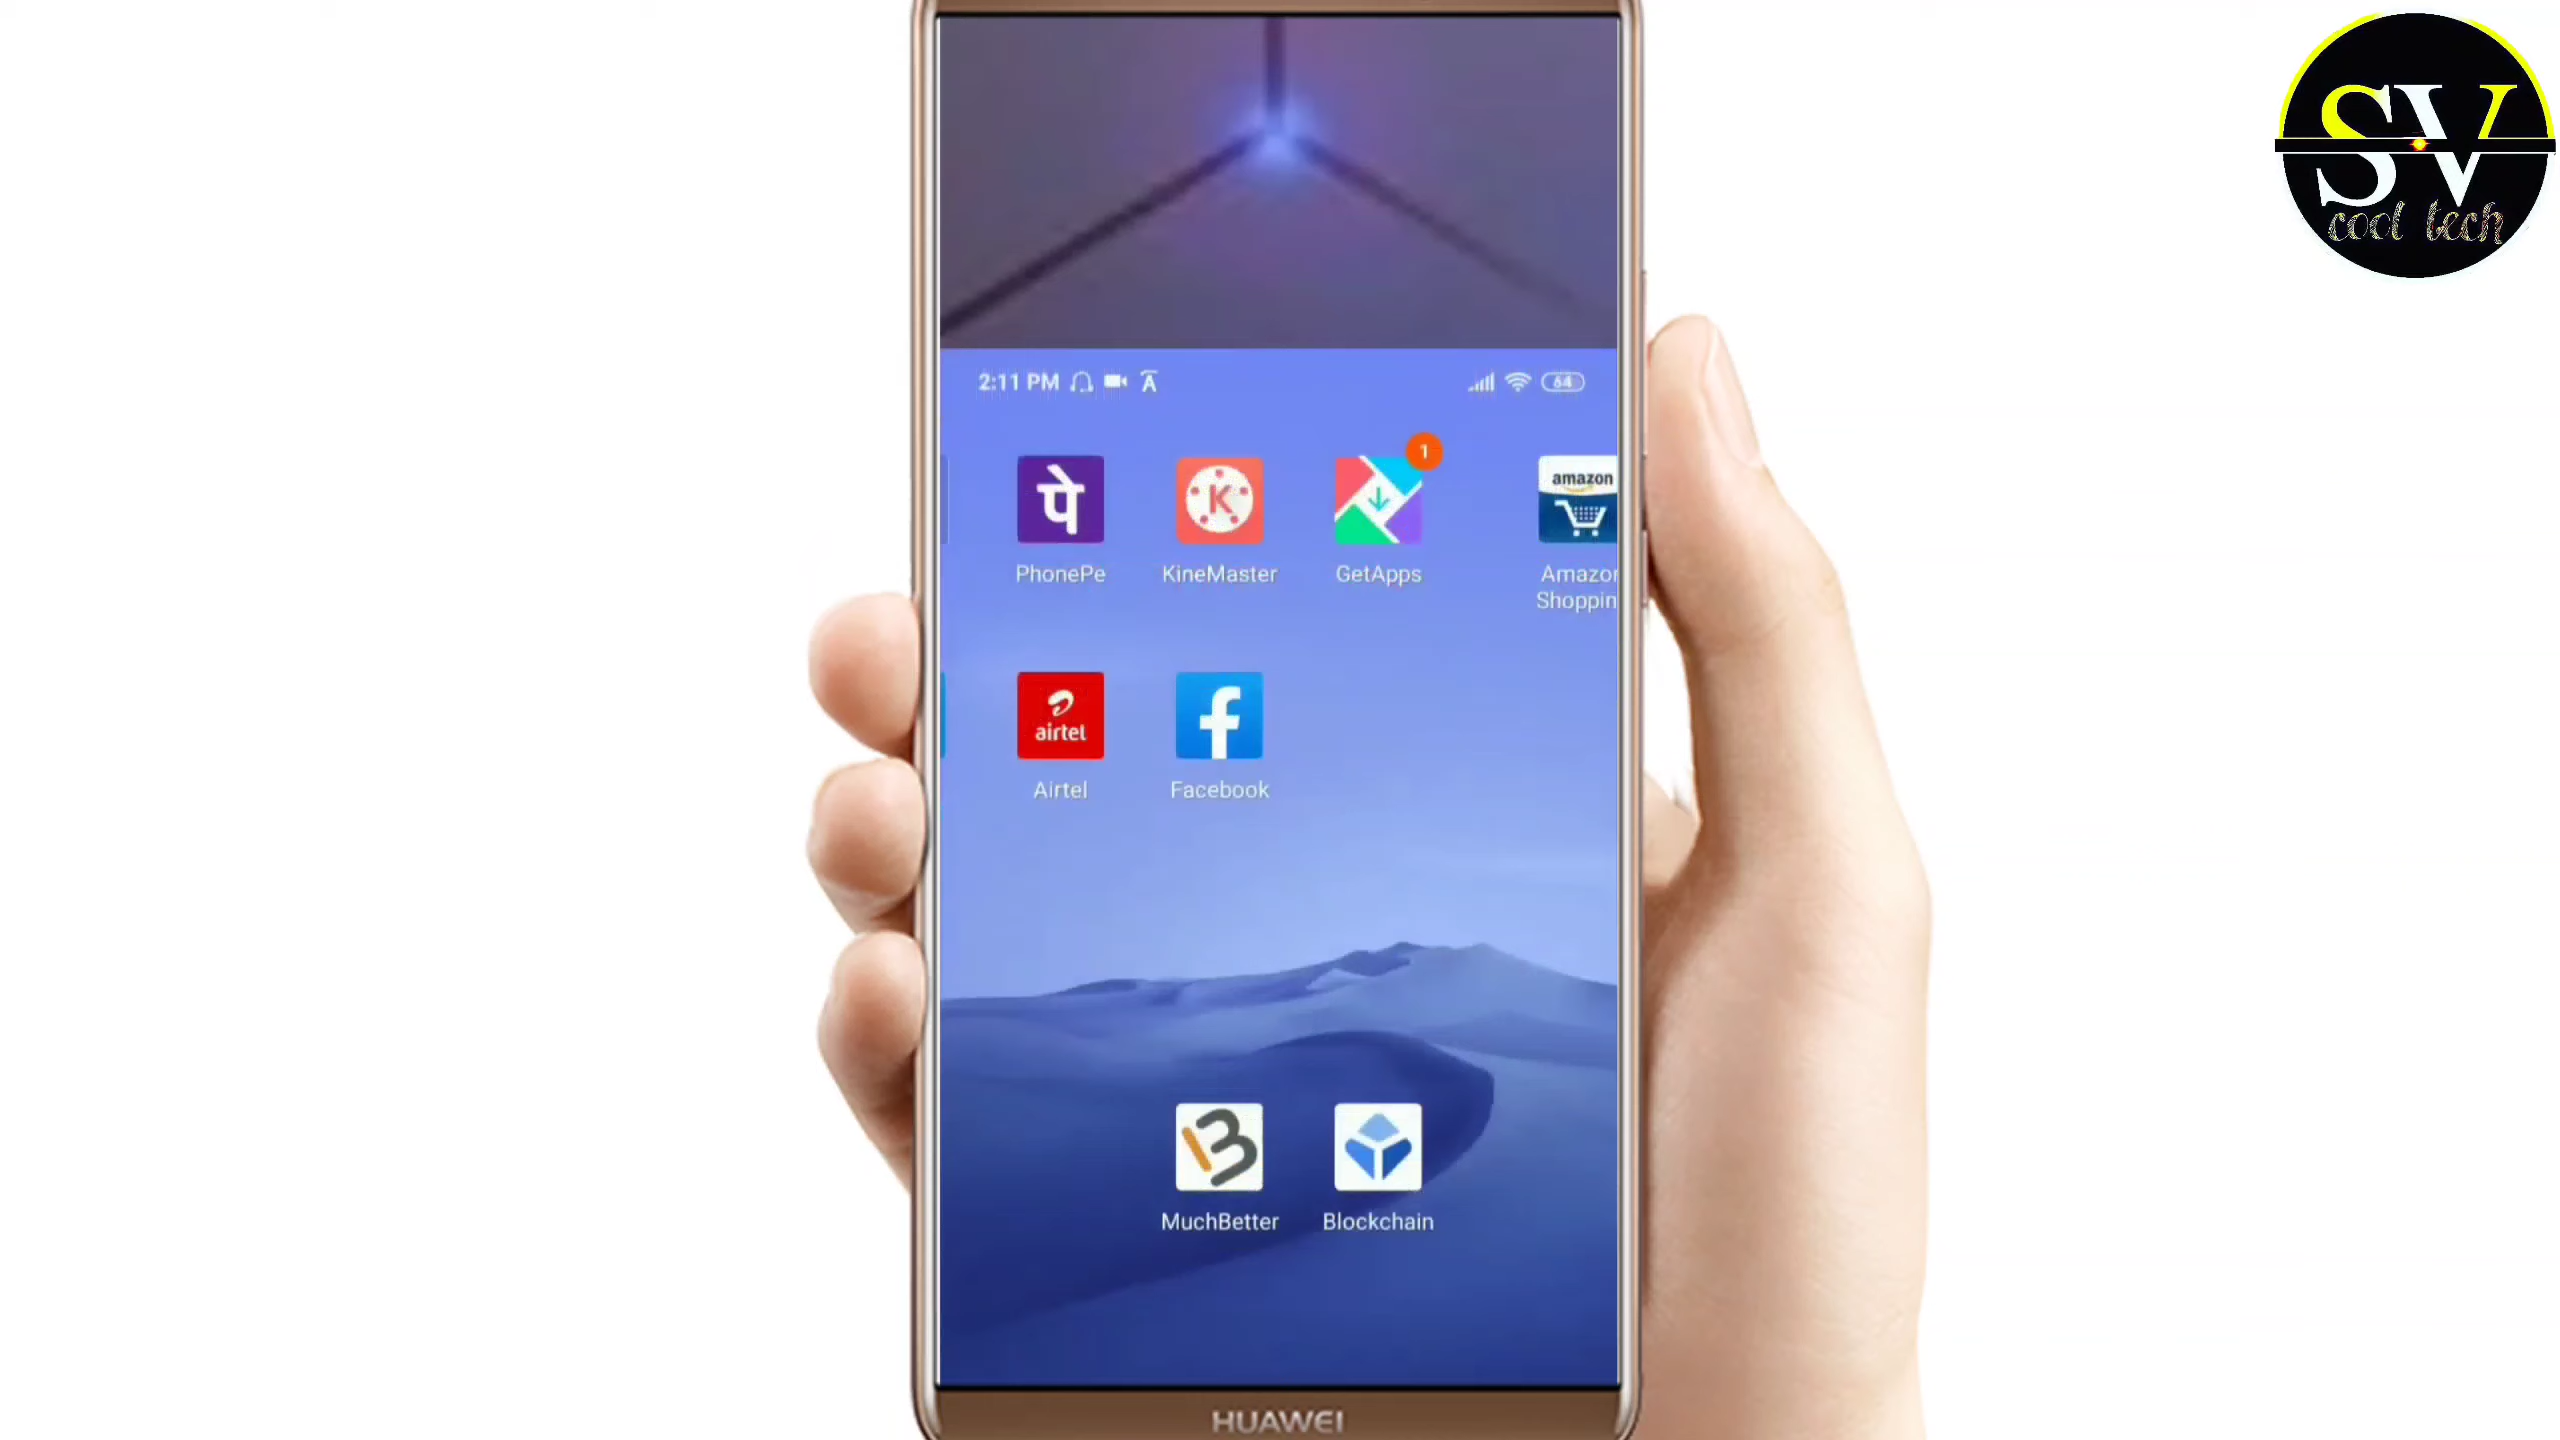 SV
cool tech
2:11 PM
64
पे
K
1
amazon
PhonePe
KineMaster
GetApps
Amazon
Shoppin
airtel
f
Airtel
Facebook
MuchBetter
Blockchain
HUAWEI